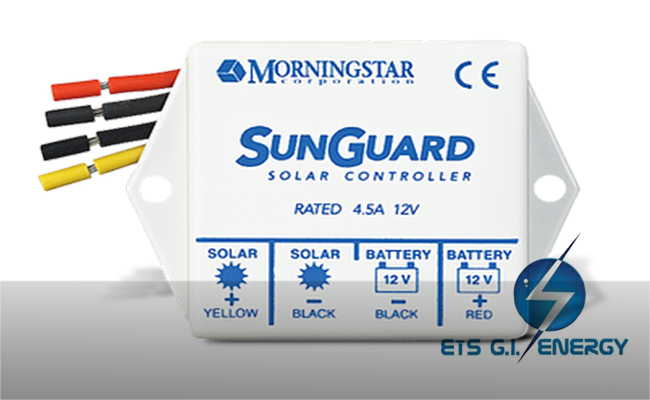 MORNINGSTAR
corporation
CE
SUNGUARD
SOLAR CONTROLLER
RATED 4.5A 12V
SOLAR SOLAR BATTERY BATTERY
12 V 12 V
+ − − +
YELLOW BLACK BLACK RED
ETS G.I. ENERGY